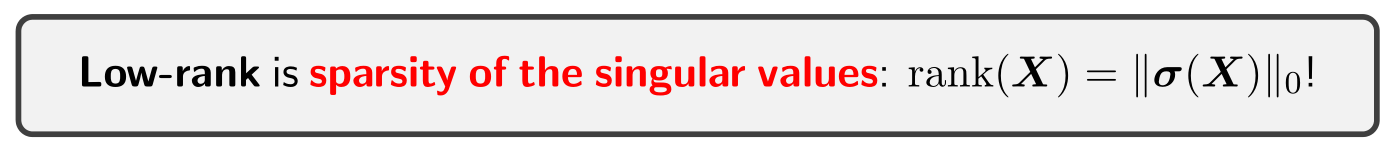 Low-rank is sparsity of the singular values: rank(X) = ‖σ(X)‖₀!